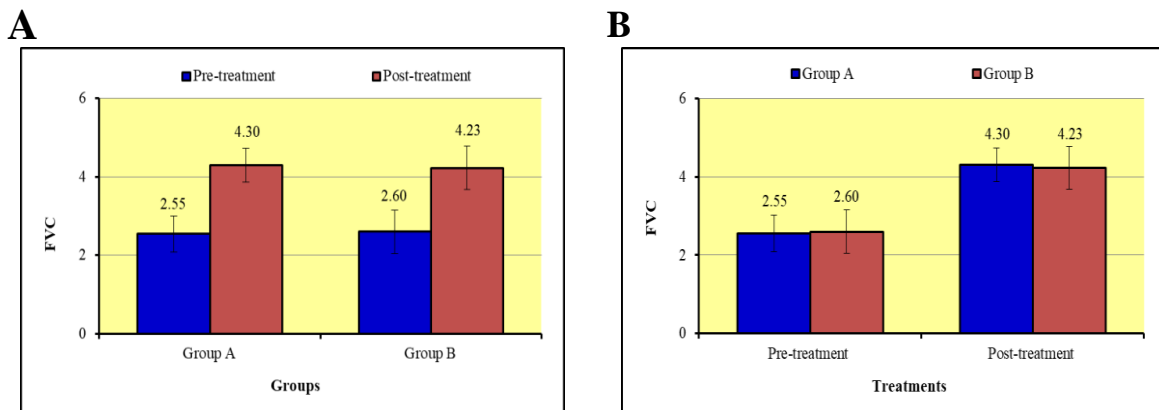 A
Pre-treatment Post-treatment
6
4.30
4.23
4
2.55
2.60
FVC
2
0
Group A Group B
Groups
B
Group A Group B
6
4.30
4.23
4
2.55
2.60
FVC
2
0
Pre-treatment Post-treatment
Treatments